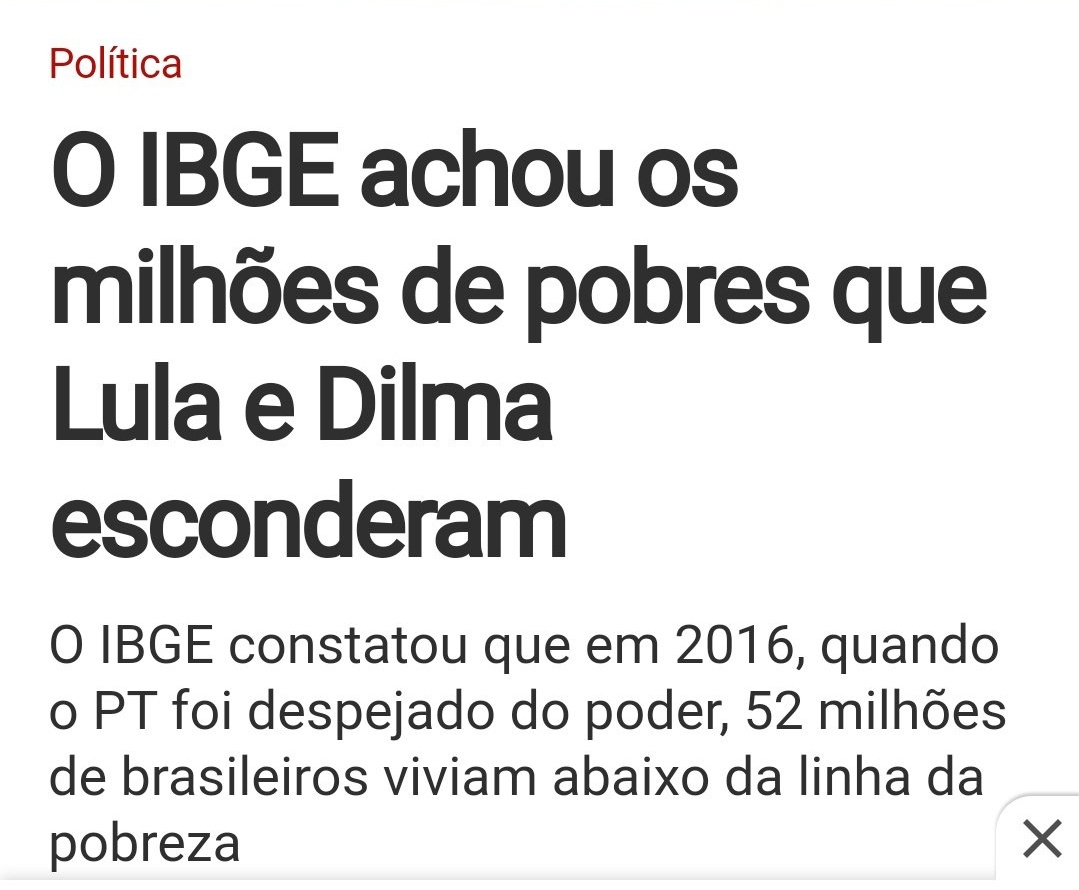 Política
O IBGE achou os
milhões de pobres que
Lula e Dilma
esconderam
O IBGE constatou que em 2016, quando
o PT foi despejado do poder, 52 milhões
de brasileiros viviam abaixo da linha da
pobreza